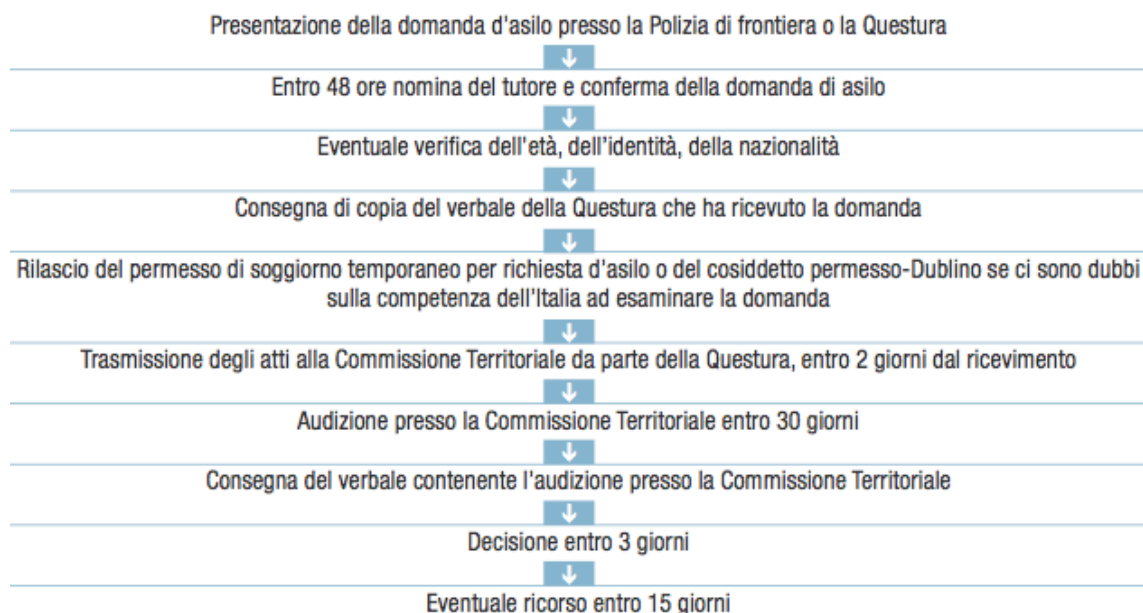 Presentazione della domanda d'asilo presso la Polizia di frontiera o la Questura
Entro 48 ore nomina del tutore e conferma della domanda di asilo
Eventuale verifica dell'età, dell'identità, della nazionalità
Consegna di copia del verbale della Questura che ha ricevuto la domanda
Rilascio del permesso di soggiorno temporaneo per richiesta d'asilo o del cosiddetto permesso-Dublino se ci sono dubbi
sulla competenza dell'Italia ad esaminare la domanda
Trasmissione degli atti alla Commissione Territoriale da parte della Questura, entro 2 giorni dal ricevimento
Audizione presso la Commissione Territoriale entro 30 giorni
Consegna del verbale contenente l'audizione presso la Commissione Territoriale
Decisione entro 3 giorni
Eventuale ricorso entro 15 giorni